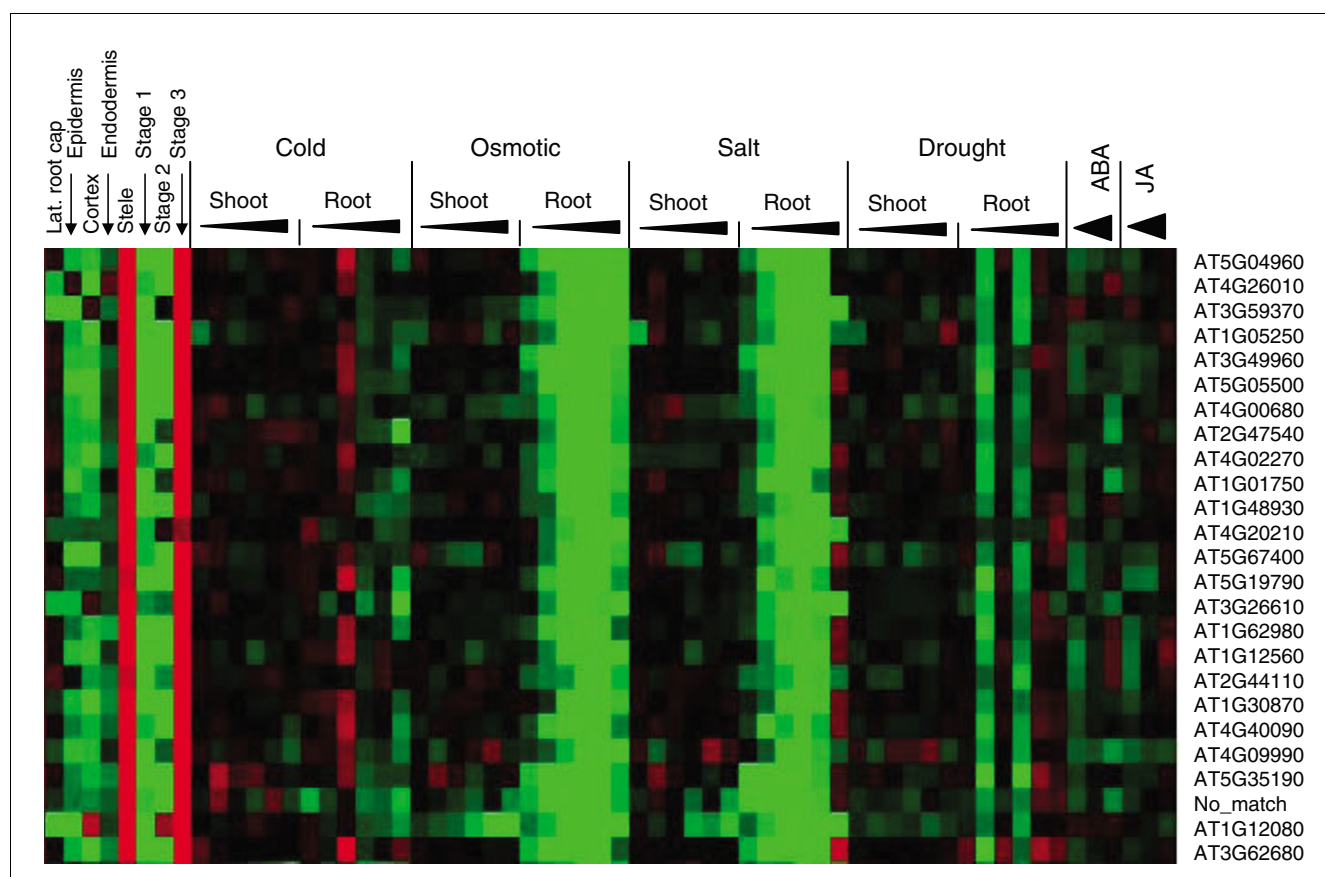 Lat. root cap
Epidermis
Cortex
Endodermis
Stele
Stage 1
Stage 2
Stage 3
Cold
Osmotic
Salt
Drought
ABA
JA
Shoot
Root
Shoot
Root
Shoot
Root
Shoot
Root
AT5G04960
AT4G26010
AT3G59370
AT1G05250
AT3G49960
AT5G05500
AT4G00680
AT2G47540
AT4G02270
AT1G01750
AT1G48930
AT4G20210
AT5G67400
AT5G19790
AT3G26610
AT1G62980
AT1G12560
AT2G44110
AT1G30870
AT4G40090
AT4G09990
AT5G35190
No_match
AT1G12080
AT3G62680